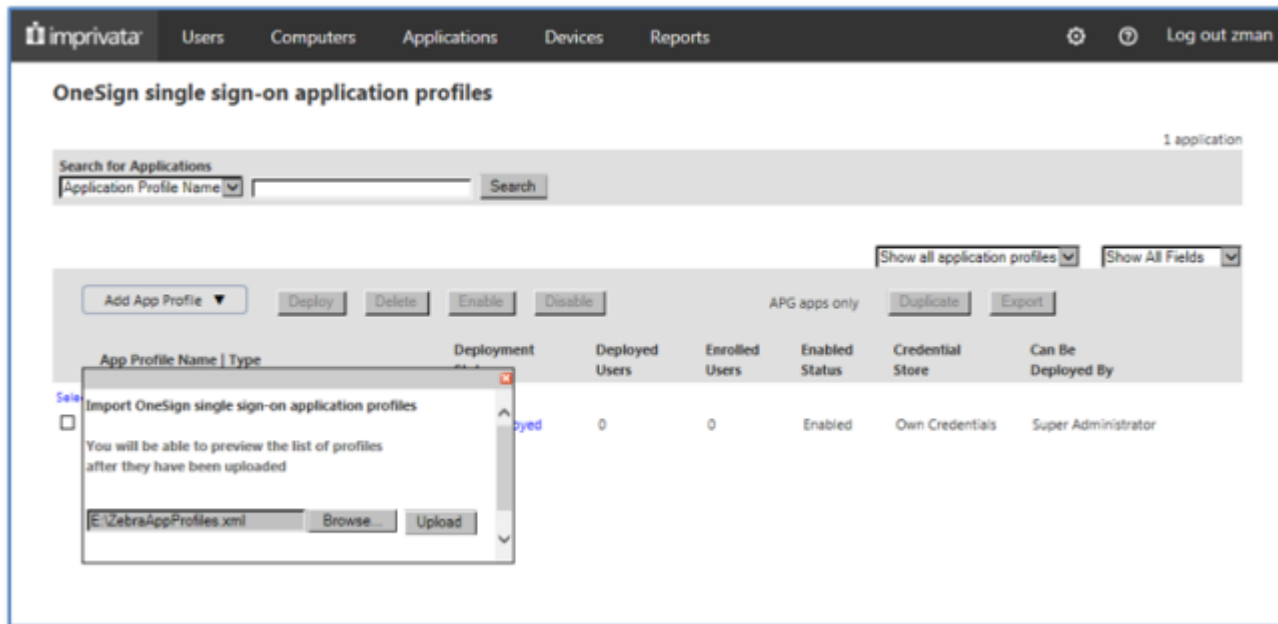 imprivata Users Computers Applications Devices Reports Log out zman
OneSign single sign-on application profiles
1 application
Search for Applications
Application Profile Name Search
Show all application profiles Show All Fields
Add App Profile ▼ Deploy Delete Enable Disable APG apps only Duplicate Export
App Profile Name | Type
Deployment
Deployed Users
Enrolled Users
Enabled Status
Credential Store
Can Be Deployed By
0 0 Enabled Own Credentials Super Administrator
Import OneSign single sign-on application profiles
You will be able to preview the list of profiles
after they have been uploaded
E:\ZebraAppProfiles.xml Browse... Upload